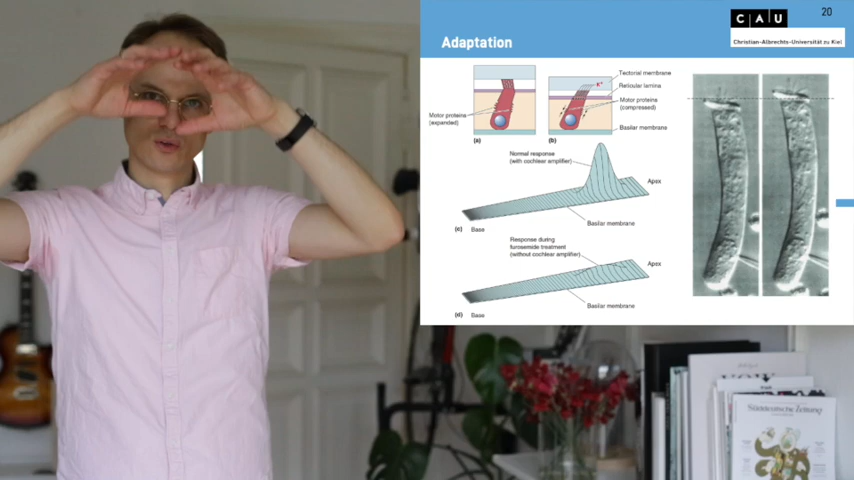 20
CAU
Christian-Albrechts-Universität zu Kiel
Adaptation
Tectorial membrane
K+
Reticular lamina
Motor proteins
(compressed)
Motor proteins
(expanded)
Basilar membrane
(a)
(b)
Normal response
(with cochlear amplifier)
Apex
Basilar membrane
(c)
Base
Response during
furosemide treatment
(without cochlear amplifier)
Apex
Basilar membrane
(d)
Base
Süddeutsche Zeitung